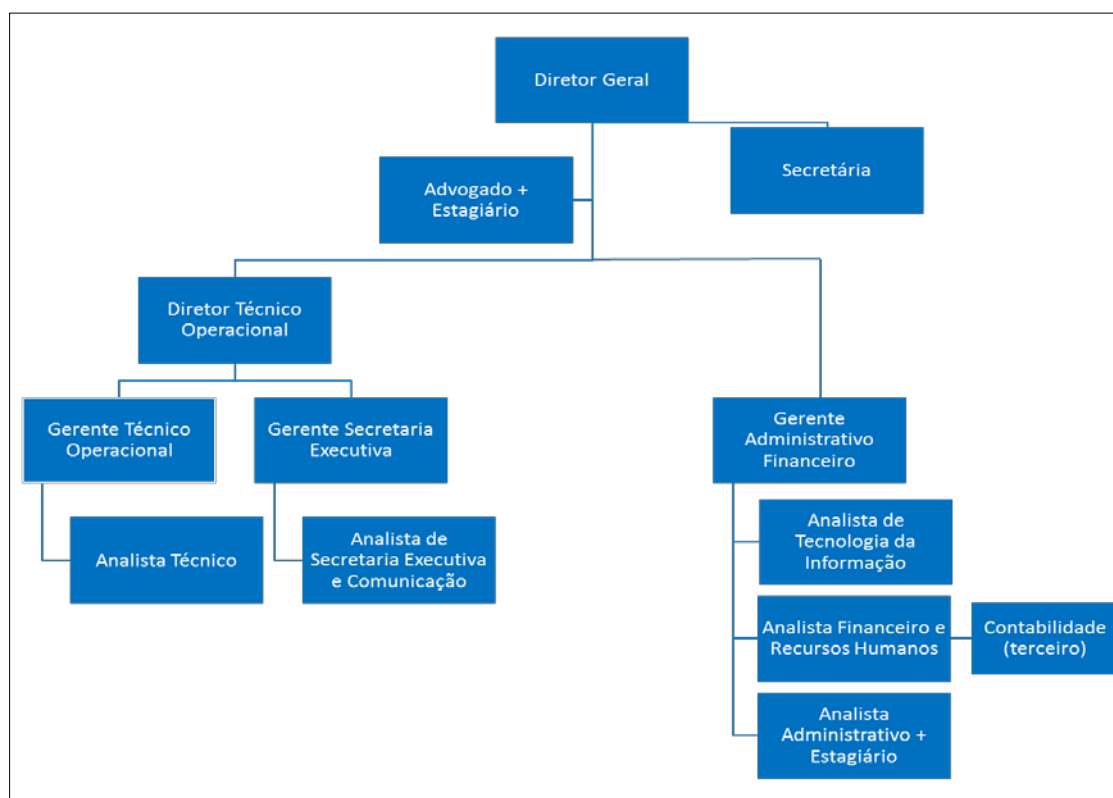 Diretor Geral
Secretária
Advogado +
Estagiário
Diretor Técnico
Operacional
Gerente Técnico
Operacional
Gerente Secretaria
Executiva
Gerente
Administrativo
Financeiro
Analista Técnico
Analista de
Secretaria Executiva
e Comunicação
Analista de
Tecnologia da
Informação
Analista Financeiro e
Recursos Humanos
Contabilidade
(terceiro)
Analista
Administrativo +
Estagiário